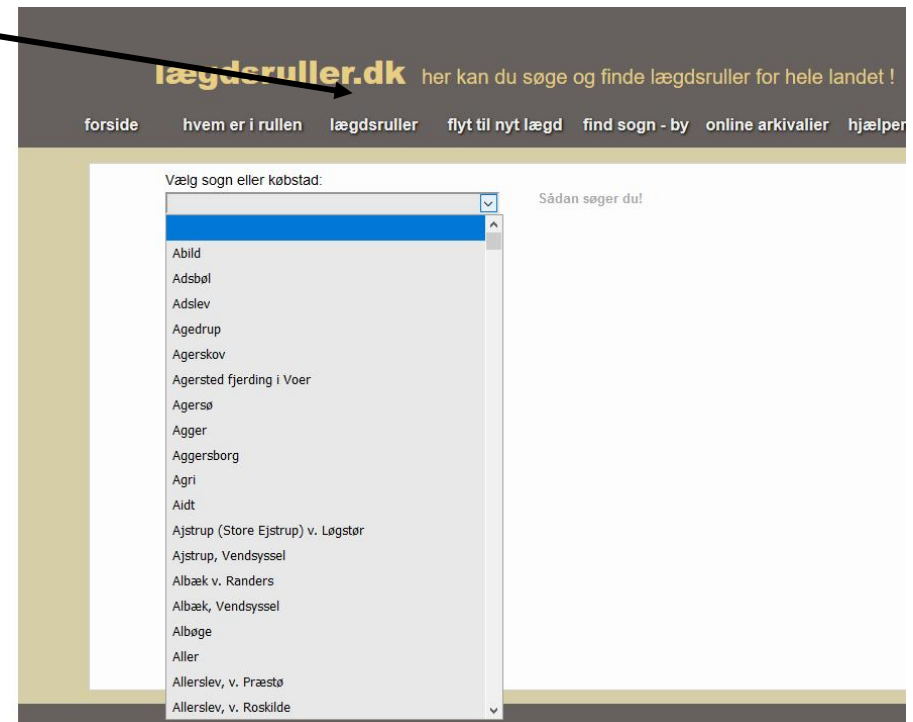 lægdsruller.dk her kan du søge og finde lægdsruller for hele landet !
forside hvem er i rullen lægdsruller flyt til nyt lægd find sogn - by online arkivalier hjælper
Vælg sogn eller købstad:
Sådan søger du!
Abild
Adsbøl
Adslev
Agedrup
Agerskov
Agersted fjerding i Voer
Agersø
Agger
Aggersborg
Agri
Aidt
Ajstrup (Store Ejstrup) v. Løgstør
Ajstrup, Vendsyssel
Albæk v. Randers
Albæk, Vendsyssel
Albøge
Aller
Allerslev, v. Præstø
Allerslev, v. Roskilde